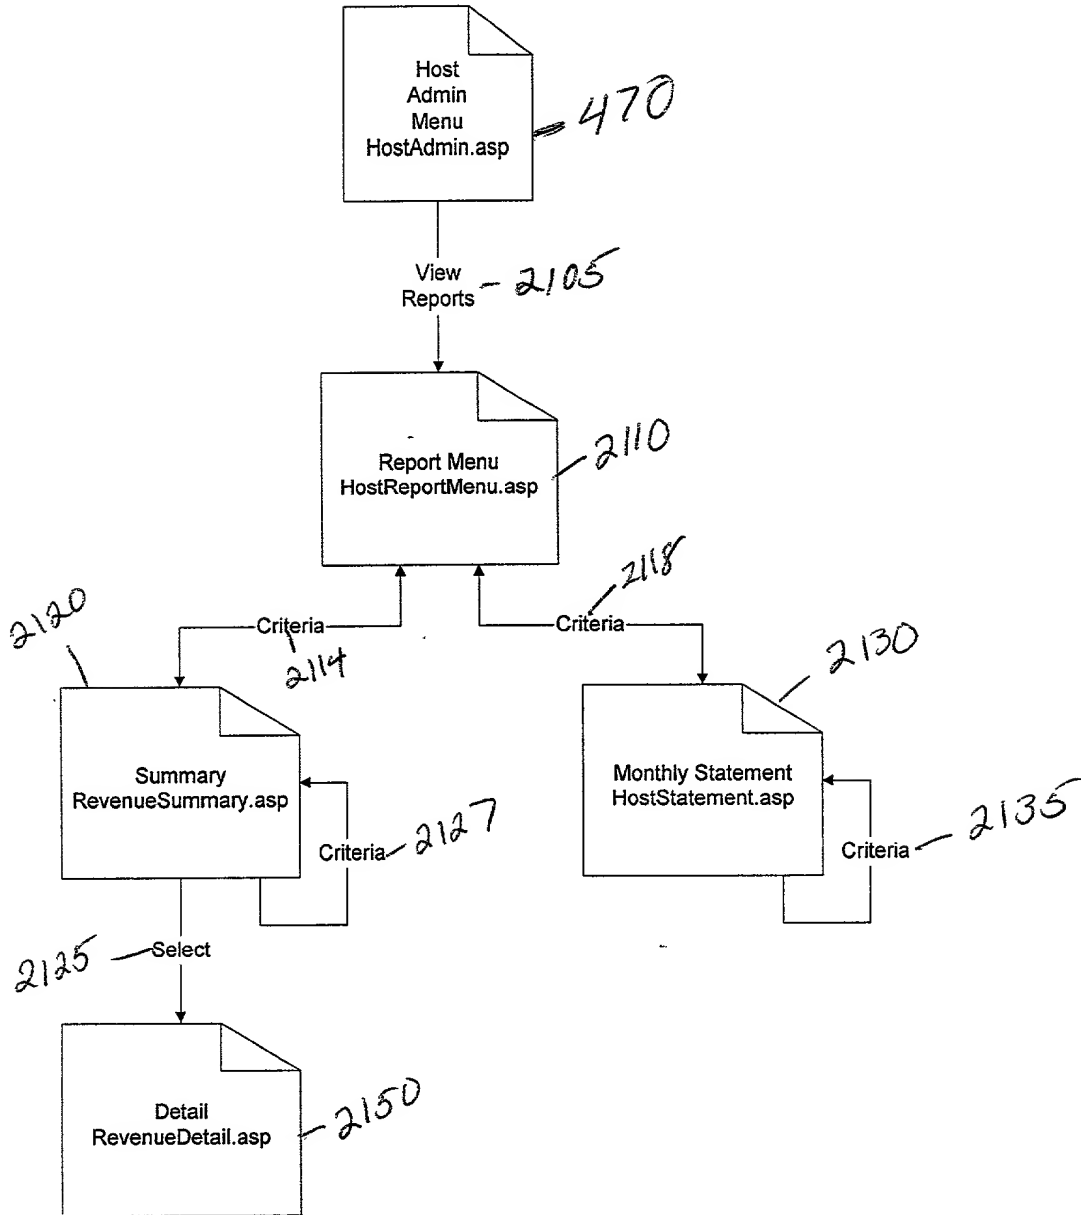 Host
Admin
Menu
HostAdmin.asp
470
View
Reports
2105
Report Menu
HostReportMenu.asp
2110
Criteria
2114
Criteria
2118
2120
Summary
RevenueSummary.asp
Criteria
2127
2130
Monthly Statement
HostStatement.asp
Criteria
2135
Select
2125
Detail
RevenueDetail.asp
2150